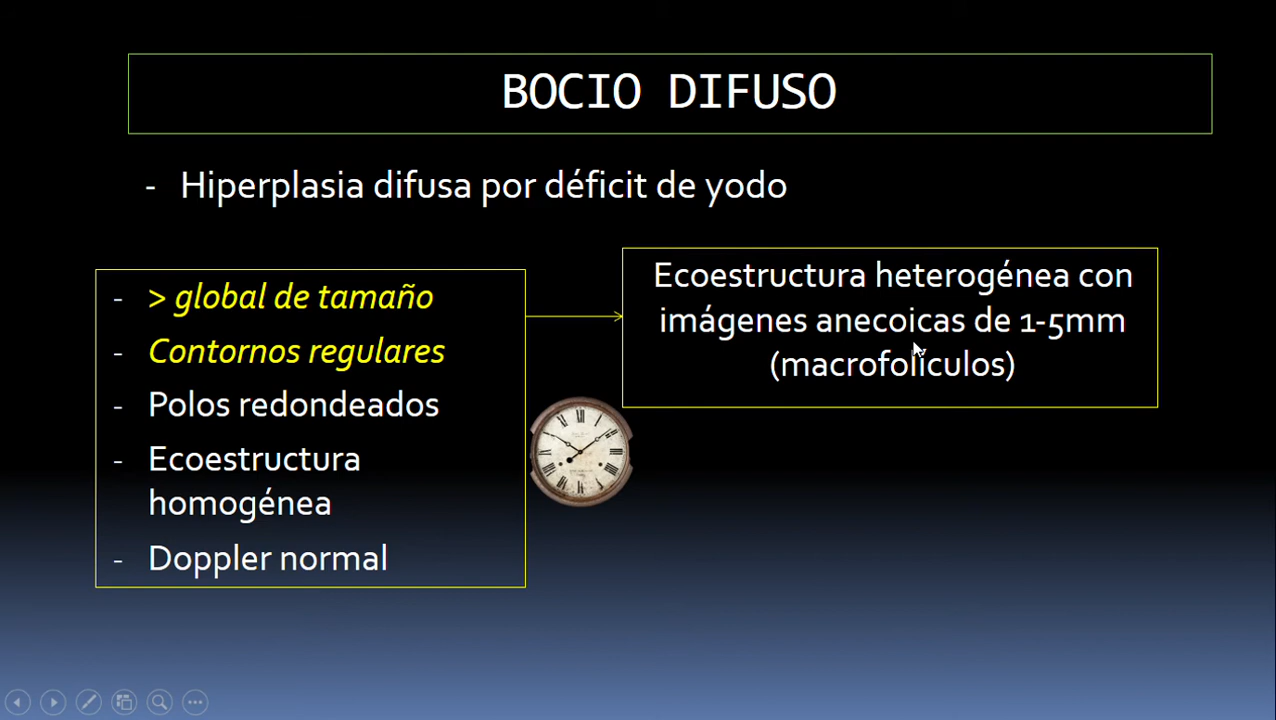 BOCIO DIFUSO
- Hiperplasia difusa por déficit de yodo
- > global de tamaño
- Contornos regulares
- Polos redondeados
- Ecoestructura
homogénea
- Doppler normal
Ecoestructura heterogénea con
imágenes anecoicas de 1-5mm
(macrofolículos)